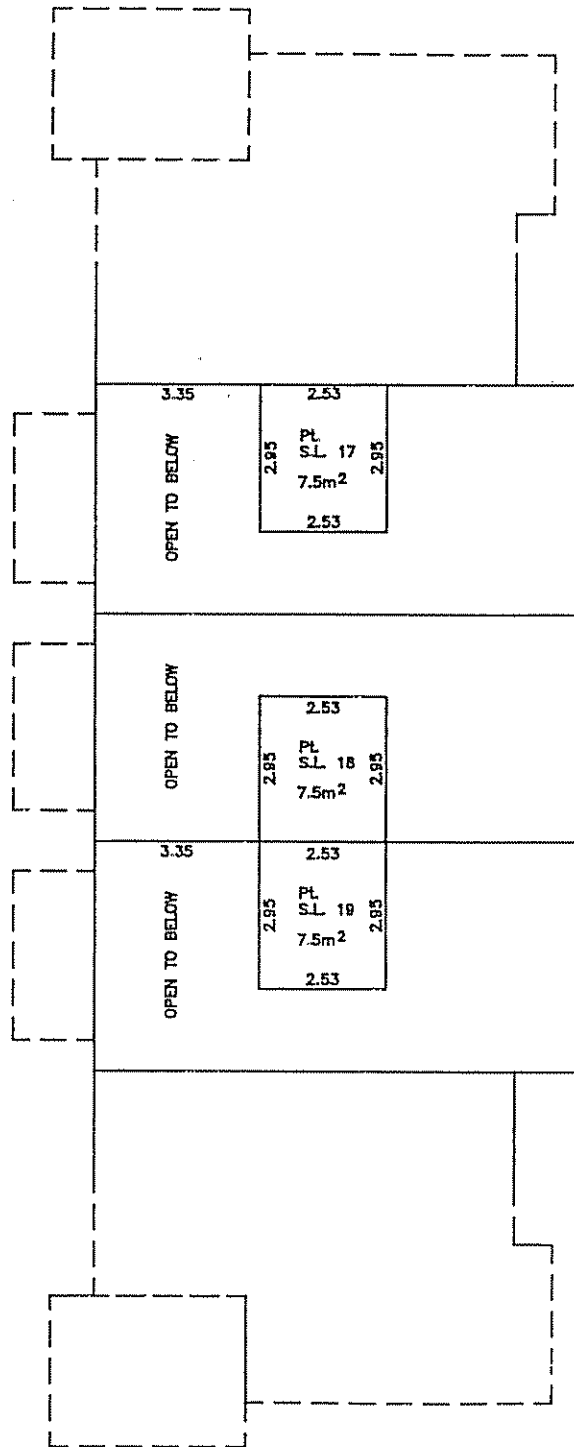 3.35
2.53
OPEN TO BELOW
2.95
Pt.
S.L. 17
7.5m²
2.95
2.53
OPEN TO BELOW
2.53
2.95
Pt.
S.L. 18
7.5m²
2.95
3.35
2.53
OPEN TO BELOW
2.95
Pt.
S.L. 19
7.5m²
2.95
2.53